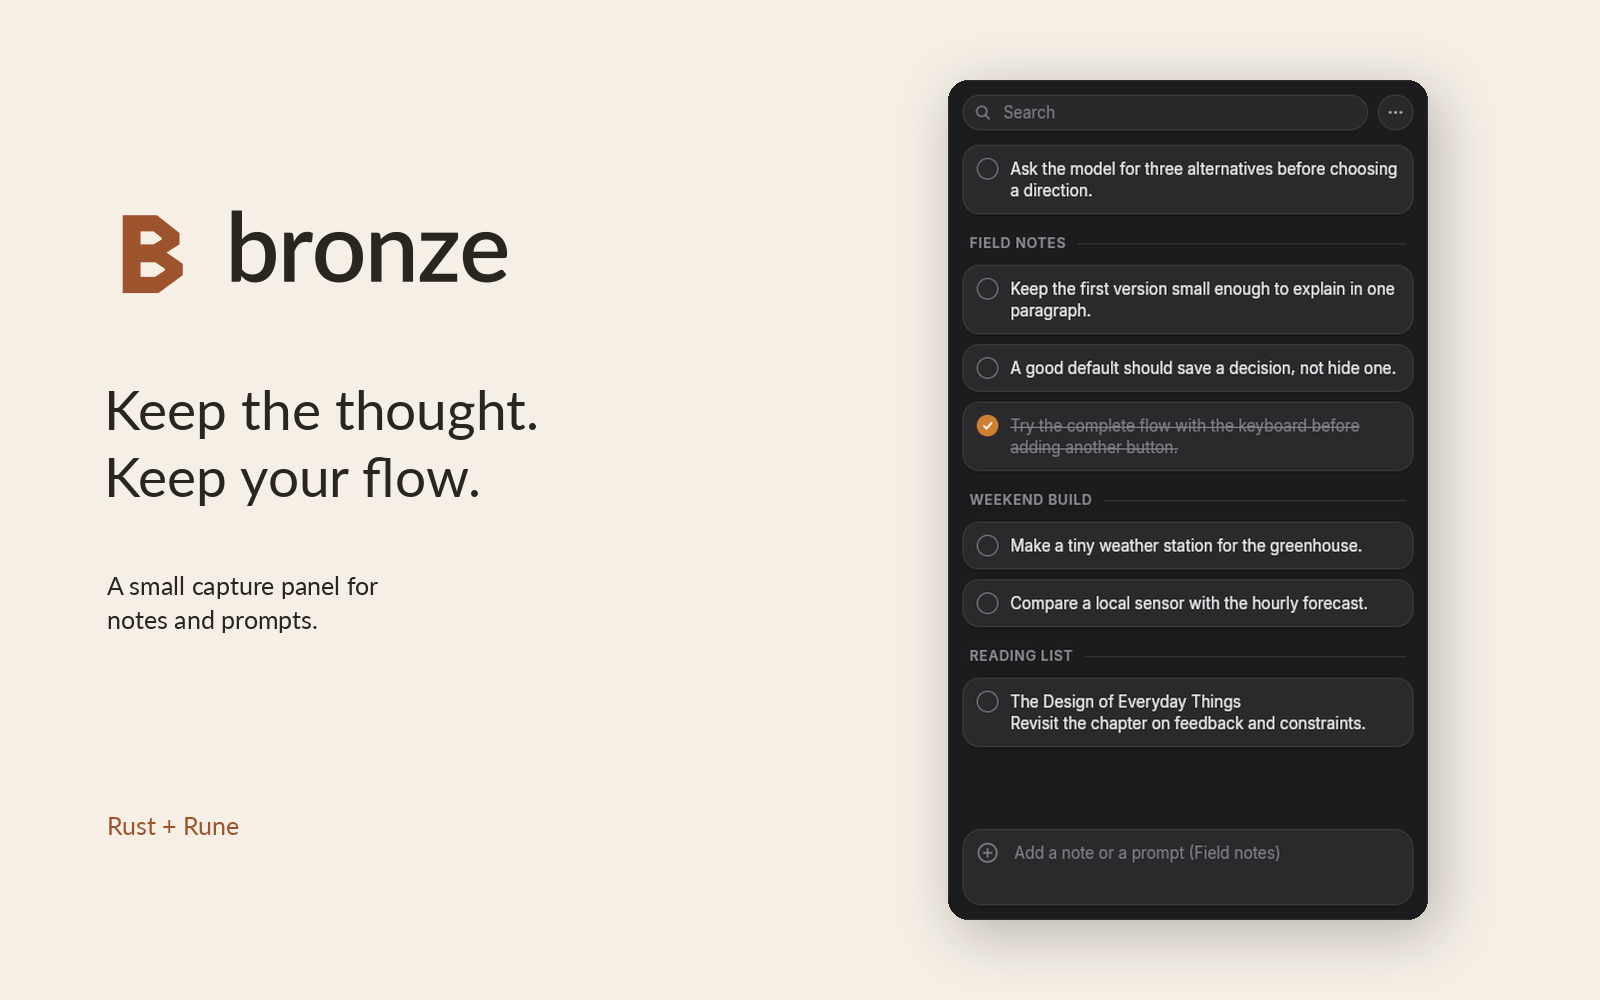 B bronze
Keep the thought.
Keep your flow.
A small capture panel for
notes and prompts.
Rust + Rune
Search
Ask the model for three alternatives before choosing
a direction.
FIELD NOTES
Keep the first version small enough to explain in one
paragraph.
A good default should save a decision, not hide one.
Try the complete flow with the keyboard before
adding another button.
WEEKEND BUILD
Make a tiny weather station for the greenhouse.
Compare a local sensor with the hourly forecast.
READING LIST
The Design of Everyday Things
Revisit the chapter on feedback and constraints.
Add a note or a prompt (Field notes)